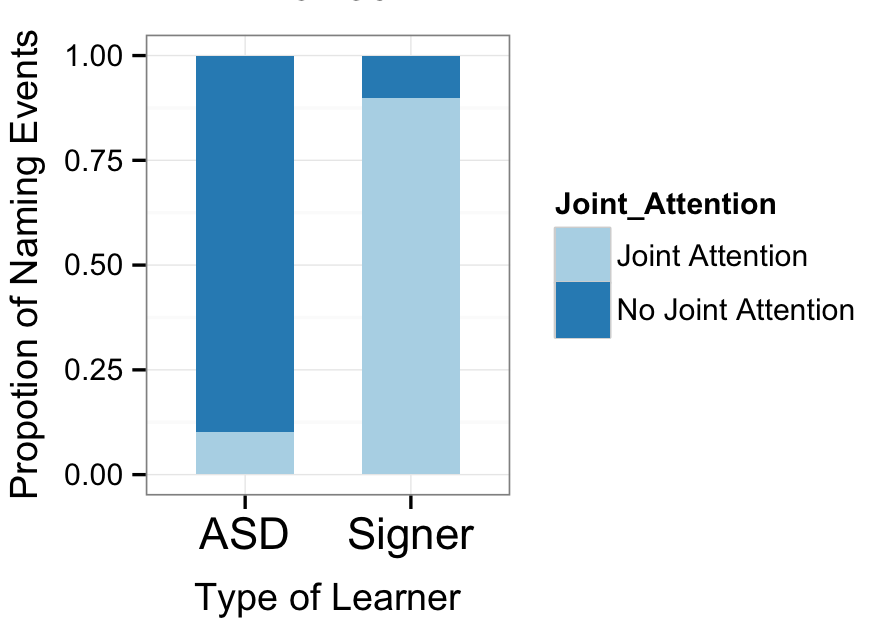 Propotion of Naming Events
1.00
0.75
0.50
0.25
0.00
ASD Signer
Type of Learner
Joint_Attention
Joint Attention
No Joint Attention